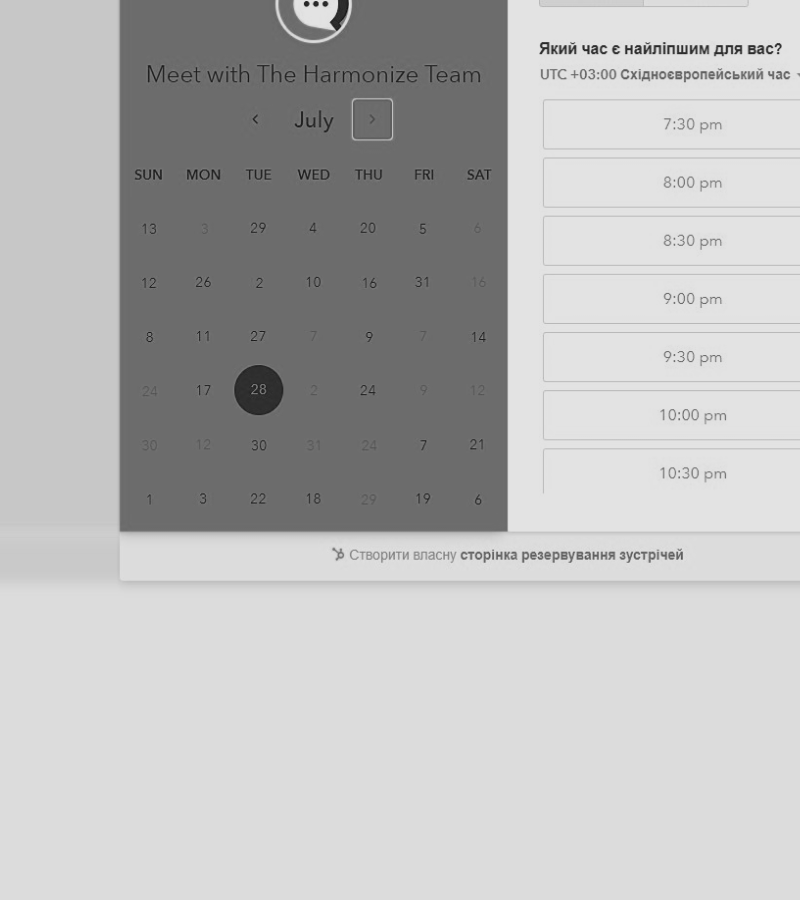 Meet with The Harmonize Team
July
SUN MON TUE WED THU FRI SAT
13 3 29 4 20 5 6
12 26 2 10 16 31 16
8 11 27 7 9 7 14
24 17 28 2 24 9 12
30 12 30 31 24 7 21
1 3 22 18 29 19 6
Який час є найліпшим для вас?
UTC +03:00 Східноєвропейський час
7:30 pm
8:00 pm
8:30 pm
9:00 pm
9:30 pm
10:00 pm
10:30 pm
Створити власну сторінка резервування зустрічей